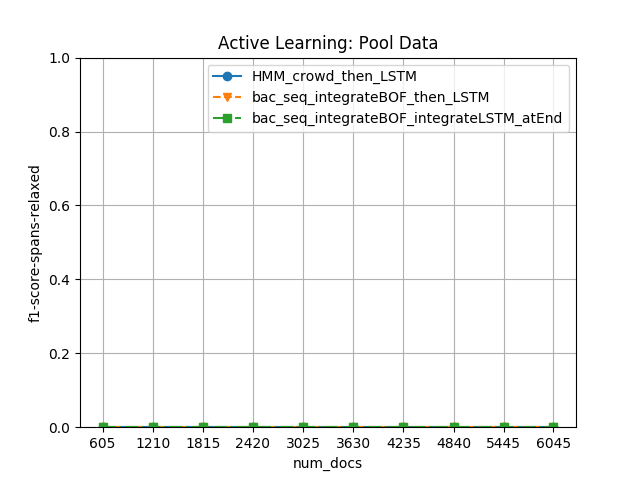 Active Learning: Pool Data
HMM_crowd_then_LSTM
bac_seq_integrateBOF_then_LSTM
bac_seq_integrateBOF_integrateLSTM_atEnd
f1-score-spans-relaxed
1.0
0.8
0.6
0.4
0.2
0.0
605 1210 1815 2420 3025 3630 4235 4840 5445 6045
num_docs